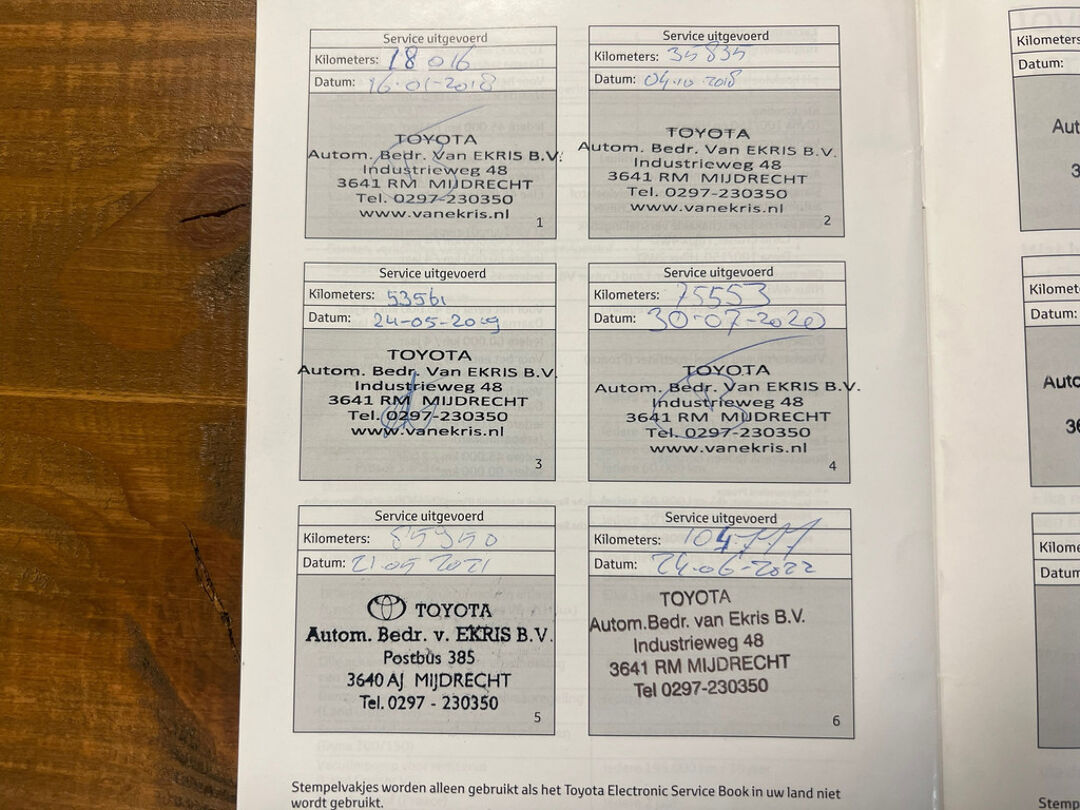 Service uitgevoerd
Kilometers: 18016
Datum: 16-01-2018
TOYOTA
Autom. Bedr. Van EKRIS B.V.
Industrieweg 48
3641 RM MIJDRECHT
Tel. 0297-230350
www.vanekris.nl
1
Service uitgevoerd
Kilometers: 35835
Datum: 04.10.2018
TOYOTA
Autom. Bedr. Van EKRIS B.V.
Industrieweg 48
3641 RM MIJDRECHT
Tel. 0297-230350
www.vanekris.nl
2
Service uitgevoerd
Kilometers: 53561
Datum: 24-05-2019
TOYOTA
Autom. Bedr. Van EKRIS B.V.
Industrieweg 48
3641 RM MIJDRECHT
Tel. 0297-230350
www.vanekris.nl
3
Service uitgevoerd
Kilometers: 75553
Datum: 30-07-2020
TOYOTA
Autom. Bedr. Van EKRIS B.V.
Industrieweg 48
3641 RM MIJDRECHT
Tel. 0297-230350
www.vanekris.nl
4
Service uitgevoerd
Kilometers:
Datum: 21 05 2021
TOYOTA
Autom. Bedr. v. EKRIS B.V.
Postbus 385
3640 AJ MIJDRECHT
Tel. 0297 - 230350
5
Service uitgevoerd
Kilometers:
Datum: 24-06-2022
TOYOTA
Autom.Bedr. van Ekris B.V.
Industrieweg 48
3641 RM MIJDRECHT
Tel 0297-230350
6
Stempelvakjes worden alleen gebruikt als het Toyota Electronic Service Book in uw land niet
wordt gebruikt.
Kilometers:
Datum:
Datum: